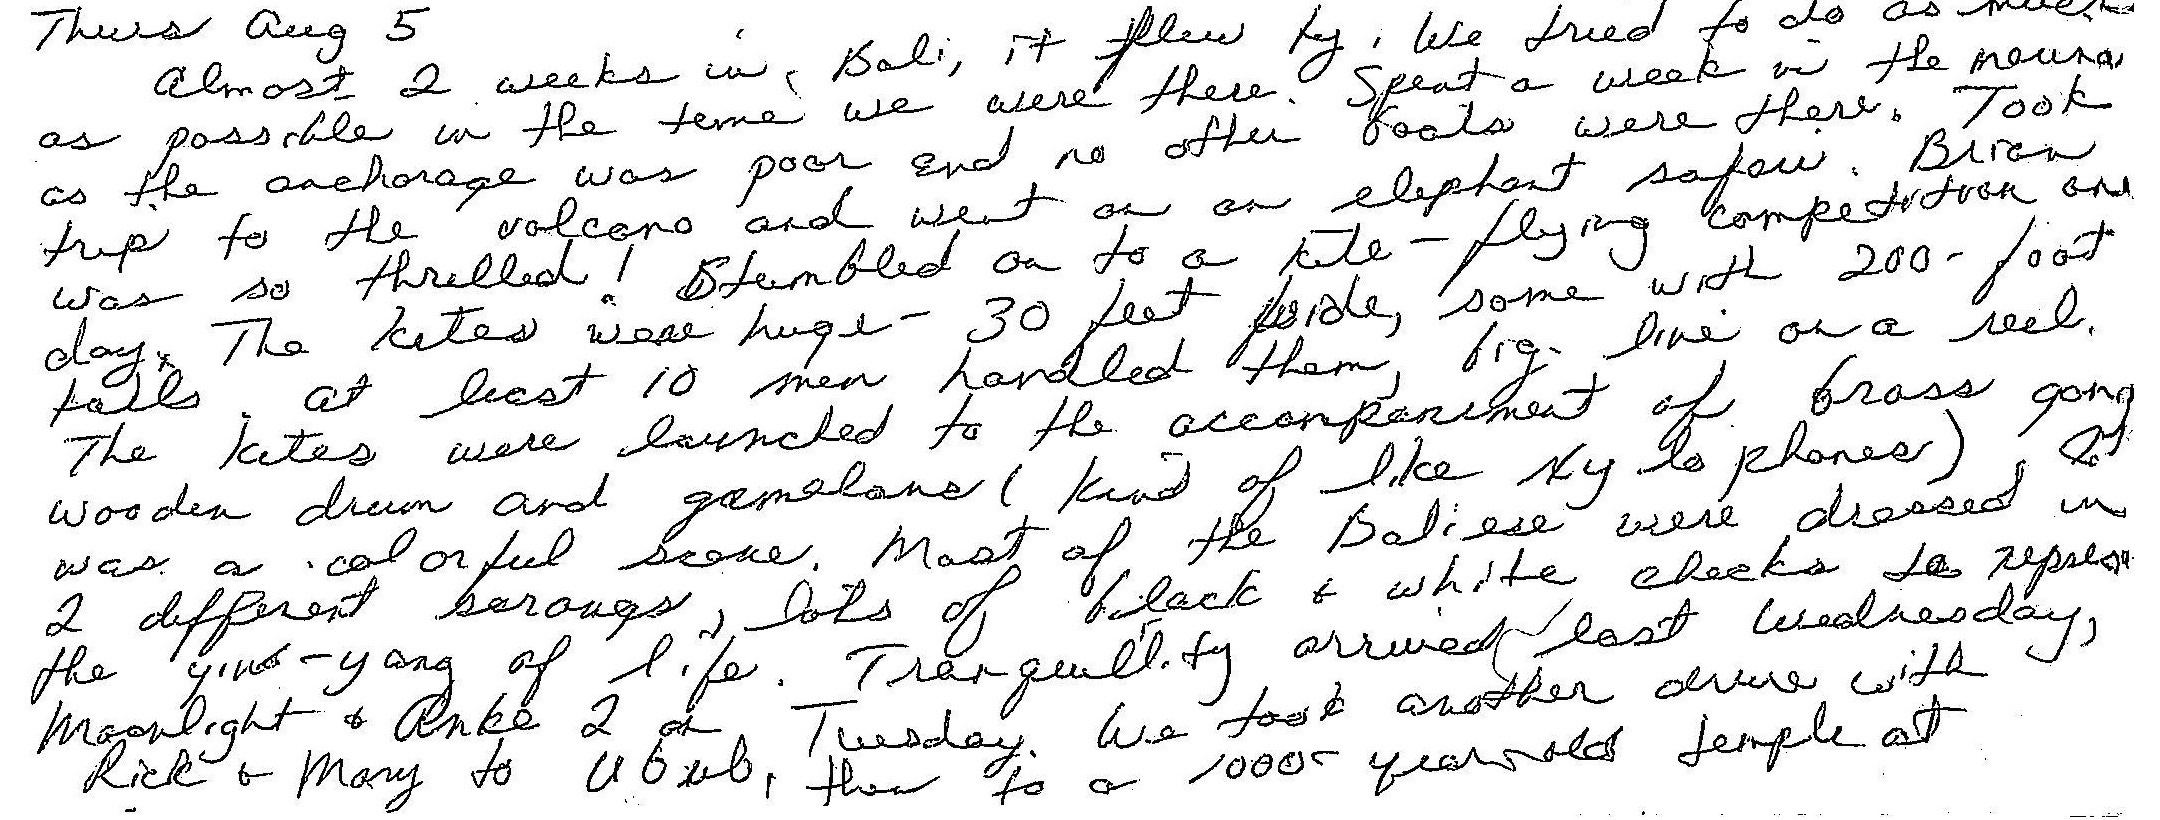 Thurs Aug 5
Almost 2 weeks in Bali, it flew by. We tried to do as much
as possible in the time we were there. Spent a week in the marina
as the anchorage was poor and no other boats were there. Took
trip to the volcano and went on an elephant safari. Brian
was so thrilled! Stumbled on to a kite-flying competition one
day. The kites were huge - 30 feet wide, some with 200-foot
tails. At least 10 men handled them, big line on a reel.
The kites were launched to the accompaniment of brass gong
wooden drum and gamelans (kind of like xylophones). It
was a colorful scene. Most of the Baliese were dressed in
2 different sarongs, lots of black & white checks to represe
the ying-yang of life. Tranquillity arrived last Wednesday,
Moonlight & Anke 2 on Tuesday. We took another drive with
Rick & Mary to Ubub, then to a 1000-year-old temple at